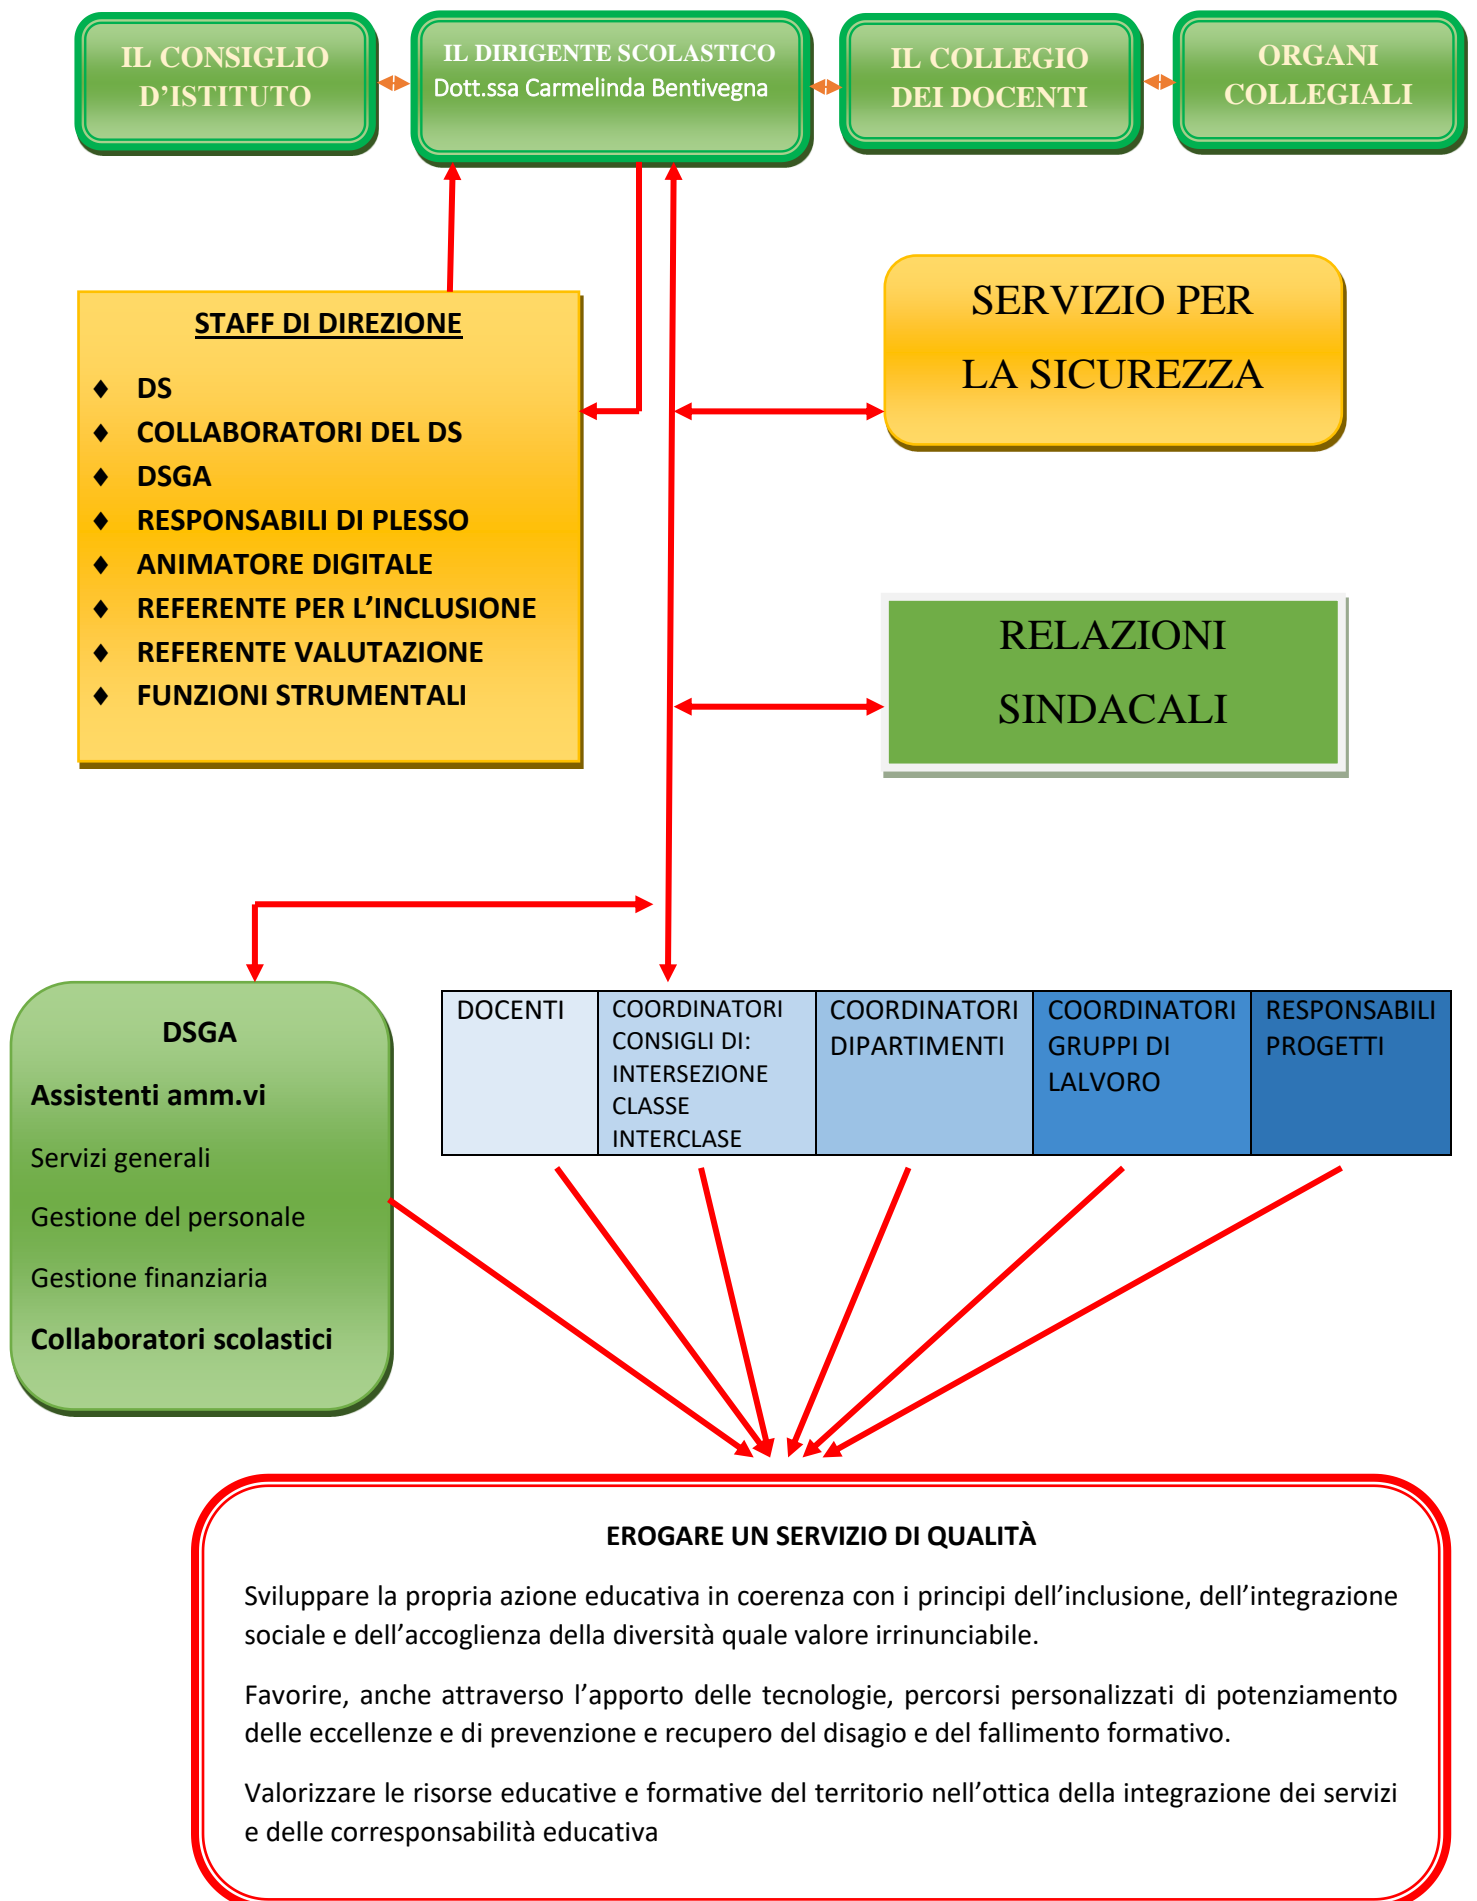 IL CONSIGLIO
D’ISTITUTO
IL DIRIGENTE SCOLASTICO
Dott.ssa Carmelinda Bentivegna
IL COLLEGIO
DEI DOCENTI
ORGANI
COLLEGIALI
STAFF DI DIREZIONE
♦ DS
♦ COLLABORATORI DEL DS
♦ DSGA
♦ RESPONSABILI DI PLESSO
♦ ANIMATORE DIGITALE
♦ REFERENTE PER L’INCLUSIONE
♦ REFERENTE VALUTAZIONE
♦ FUNZIONI STRUMENTALI
SERVIZIO PER
LA SICUREZZA
RELAZIONI
SINDACALI
DSGA
Assistenti amm.vi
Servizi generali
Gestione del personale
Gestione finanziaria
Collaboratori scolastici
DOCENTI
COORDINATORI
CONSIGLI DI:
INTERSEZIONE
CLASSE
INTERCLASE
COORDINATORI
DIPARTIMENTI
COORDINATORI
GRUPPI DI
LALVORO
RESPONSABILI
PROGETTI
EROGARE UN SERVIZIO DI QUALITÀ
Sviluppare la propria azione educativa in coerenza con i principi dell’inclusione, dell’integrazione
sociale e dell’accoglienza della diversità quale valore irrinunciabile.
Favorire, anche attraverso l’apporto delle tecnologie, percorsi personalizzati di potenziamento
delle eccellenze e di prevenzione e recupero del disagio e del fallimento formativo.
Valorizzare le risorse educative e formative del territorio nell’ottica della integrazione dei servizi
e delle corresponsabilità educativa